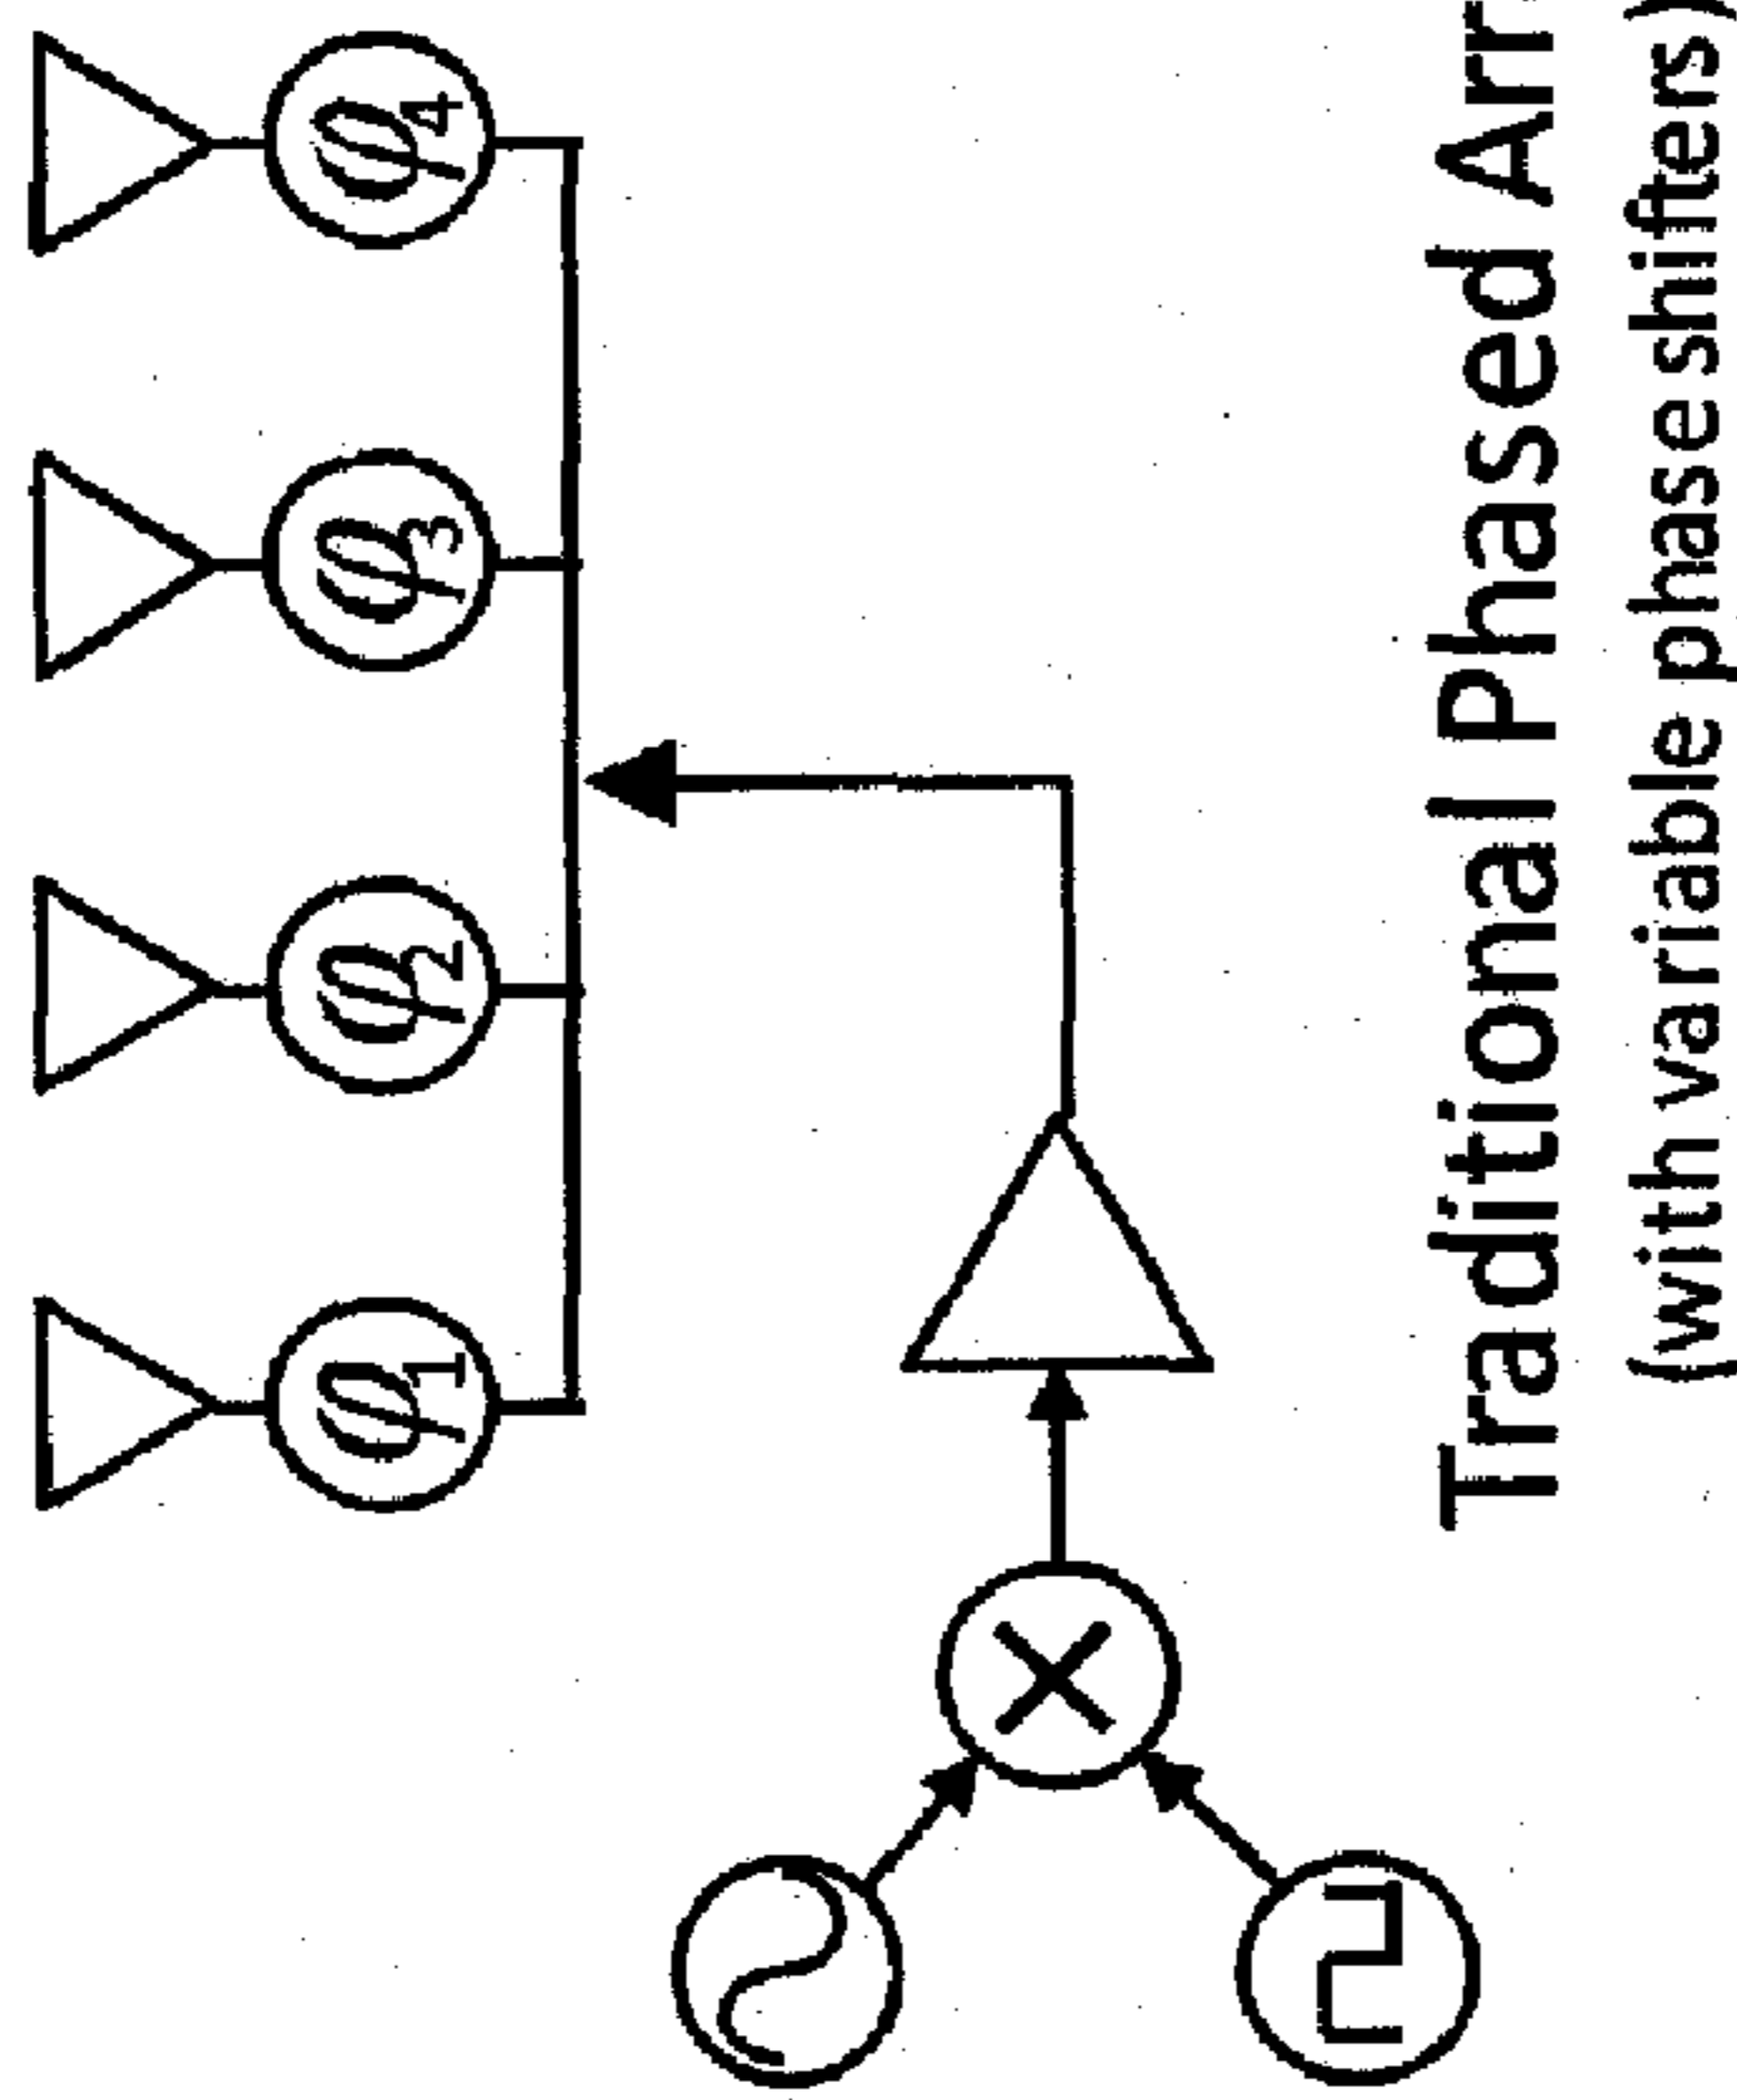 φ1
φ2
φ3
φ4
Traditional Phased Arr
(with variable phase shifters)